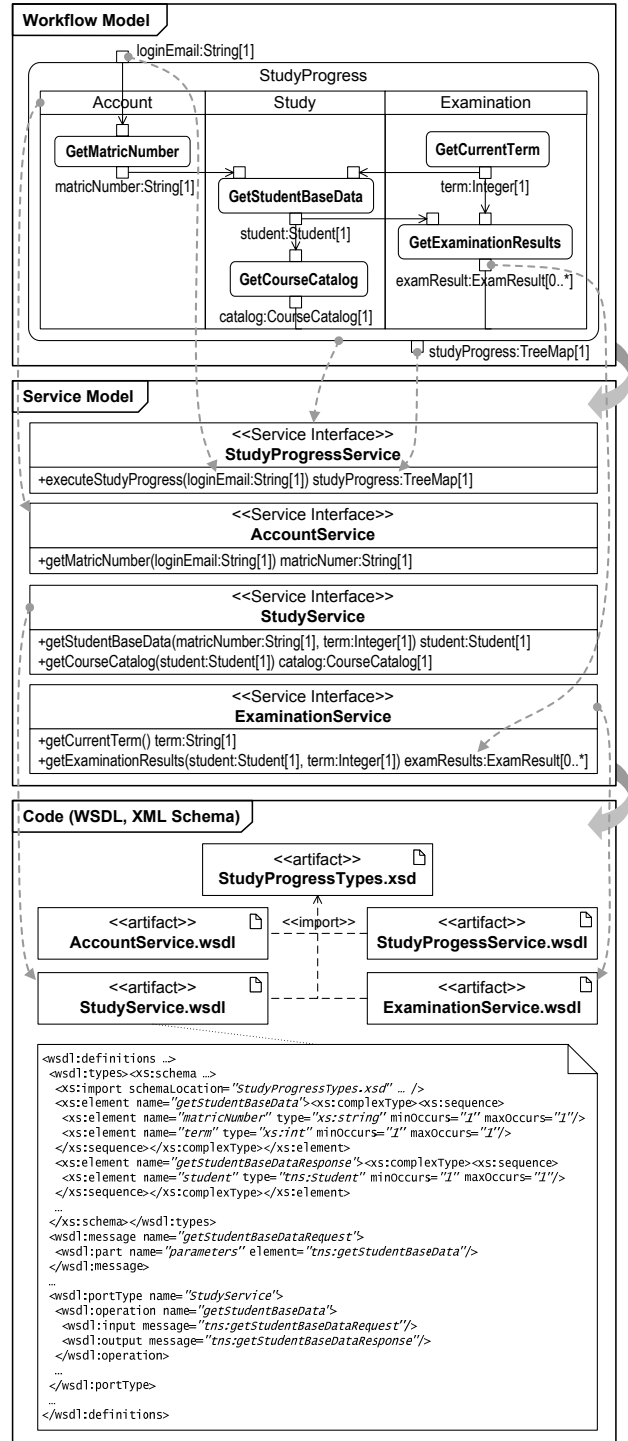 Workflow Model
loginEmail:String[1]
StudyProgress
Account
Study
Examination
GetMatricNumber
GetCurrentTerm
matricNumber:String[1]
term:Integer[1]
GetStudentBaseData
student:Student[1]
GetExaminationResults
GetCourseCatalog
examResult:ExamResult[0..*]
catalog:CourseCatalog[1]
studyProgress:TreeMap[1]
Service Model
<<Service Interface>>
StudyProgressService
+executeStudyProgress(loginEmail:String[1]) studyProgress:TreeMap[1]
<<Service Interface>>
AccountService
+getMatricNumber(loginEmail:String[1]) matricNumer:String[1]
<<Service Interface>>
StudyService
+getStudentBaseData(matricNumber:String[1], term:Integer[1]) student:Student[1]
+getCourseCatalog(student:Student[1]) catalog:CourseCatalog[1]
<<Service Interface>>
ExaminationService
+getCurrentTerm() term:String[1]
+getExaminationResults(student:Student[1], term:Integer[1]) examResults:ExamResult[0..*]
Code (WSDL, XML Schema)
<<artifact>>
StudyProgressTypes.xsd
<<artifact>>
AccountService.wsdl
<<import>>
<<artifact>>
StudyProgessService.wsdl
<<artifact>>
StudyService.wsdl
<<artifact>>
ExaminationService.wsdl
<wsdl:definitions …>
<wsdl:types><xs:schema …>
<xs:import schemaLocation="StudyProgressTypes.xsd" … />
<xs:element name="getStudentBaseData"><xs:complexType><xs:sequence>
<xs:element name="matricNumber" type="xs:string" minOccurs="1" maxOccurs="1"/>
<xs:element name="term" type="xs:int" minOccurs="1" maxOccurs="1"/>
</xs:sequence></xs:complexType></xs:element>
<xs:element name="getStudentBaseDataResponse"><xs:complexType><xs:sequence>
<xs:element name="student" type="tns:student" minOccurs="1" maxOccurs="1"/>
</xs:sequence></xs:complexType></xs:element>
…
</xs:schema></wsdl:types>
<wsdl:message name="getStudentBaseDataRequest">
<wsdl:part name="parameters" element="tns:getStudentBaseData"/>
</wsdl:message>
…
<wsdl:portType name="StudyService">
<wsdl:operation name="getStudentBaseData">
<wsdl:input message="tns:getStudentBaseDataRequest"/>
<wsdl:output message="tns:getStudentBaseDataResponse"/>
</wsdl:operation>
…
</wsdl:portType>
…
</wsdl:definitions>